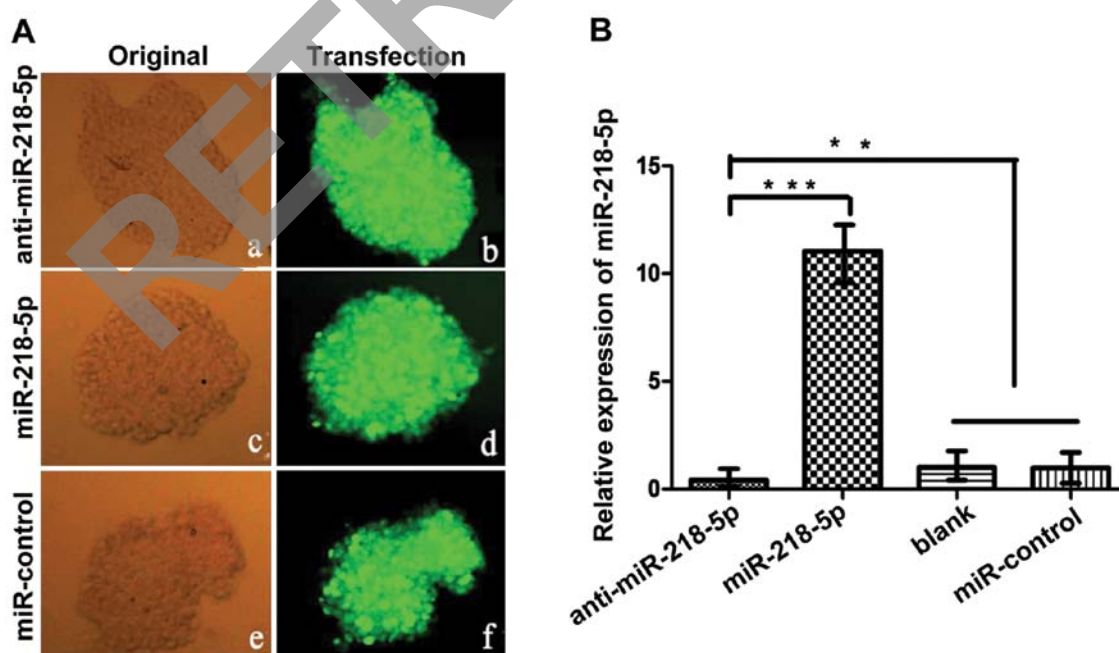 A
Original
Transfection
anti-miR-218-5p
a
b
miR-218-5p
c
d
miR-control
e
f
RETR
B
Relative expression of miR-218-5p
15
10
5
0
* *
***
anti-miR-218-5p
miR-218-5p
blank
miR-control